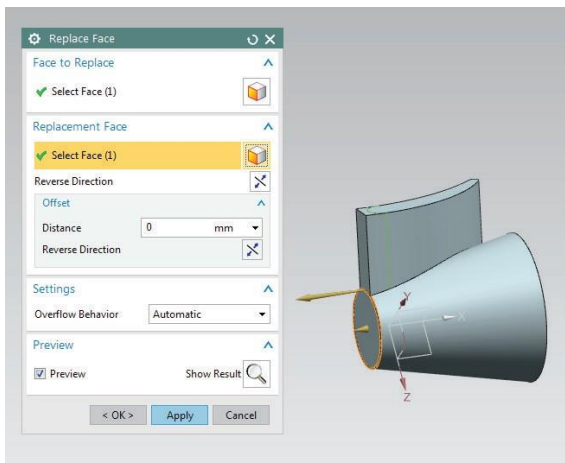 Replace Face
Face to Replace
Select Face (1)
Replacement Face
Select Face (1)
Reverse Direction
Offset
Distance 0 mm
Reverse Direction
Settings
Overflow Behavior Automatic
Preview
Preview Show Result
< OK > Apply Cancel
Y
X
Z